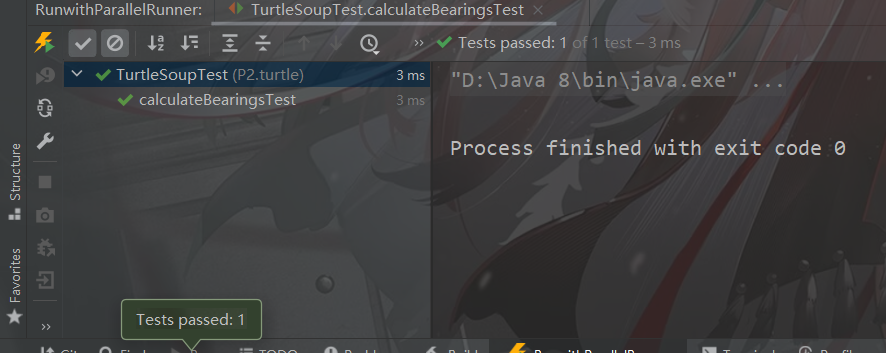 RunwithParallelRunner:
TurtleSoupTest.calculateBearingsTest
Tests passed: 1 of 1 test – 3 ms
TurtleSoupTest (P2.turtle) 3 ms
calculateBearingsTest 3 ms
"D:\Java 8\bin\java.exe" ...
Process finished with exit code 0
Structure
Favorites
Tests passed: 1
TODO